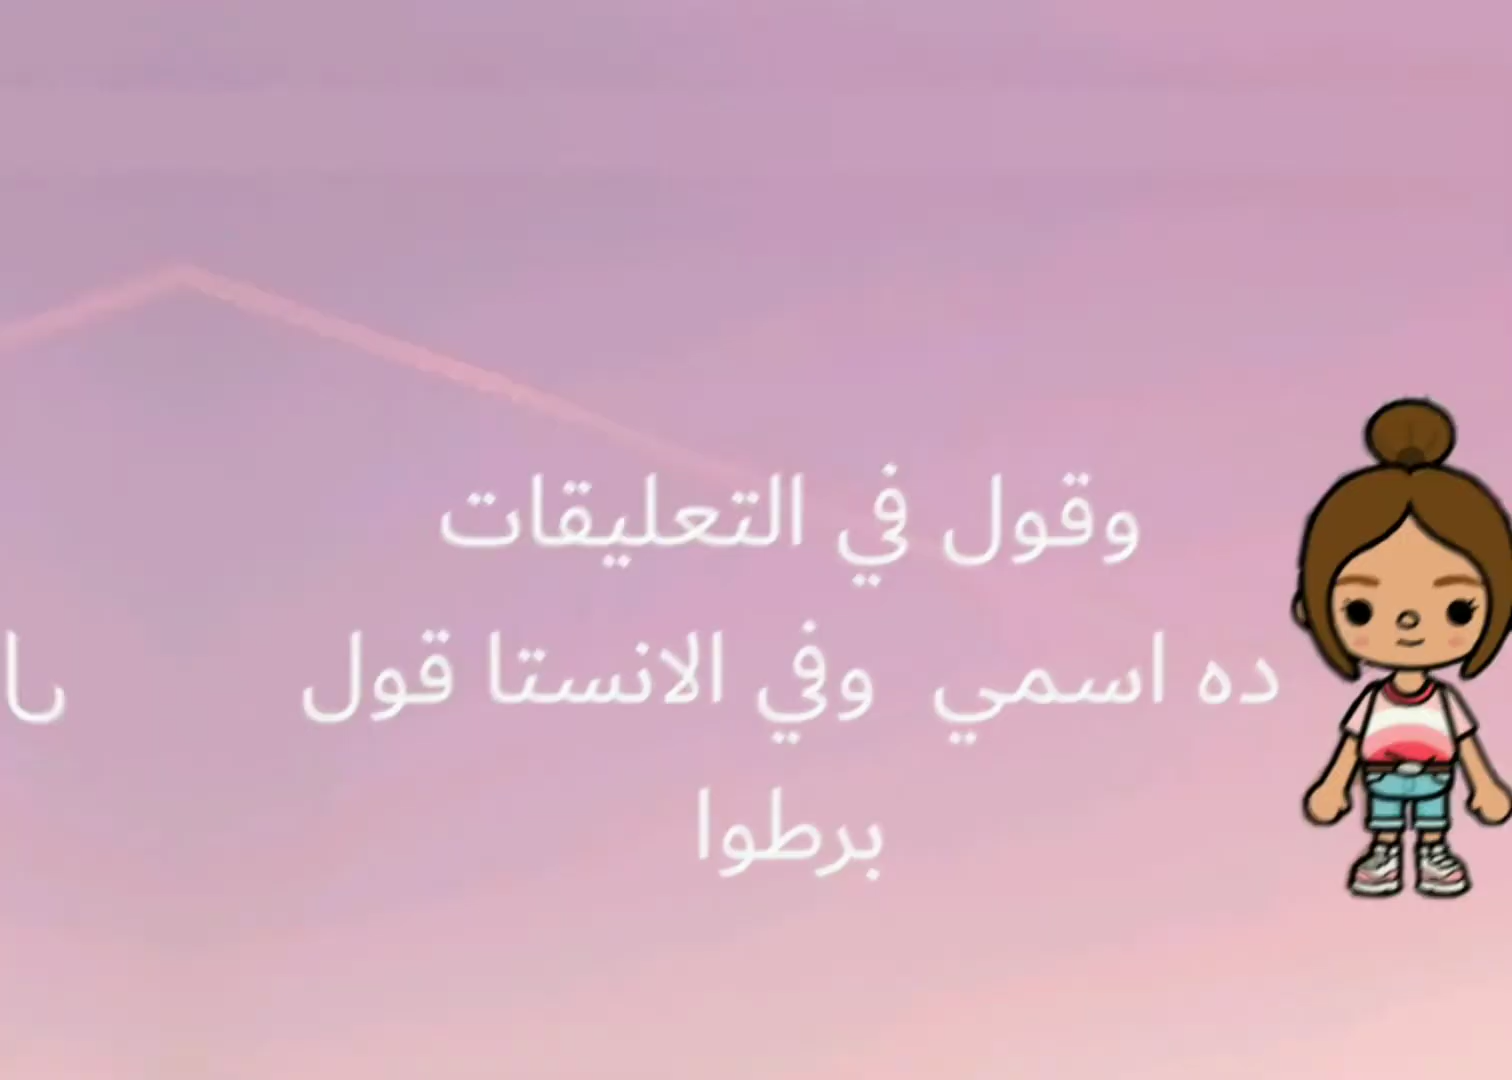 وقول في التعليقات
ده اسمي وفي الانستا قول
برطوا